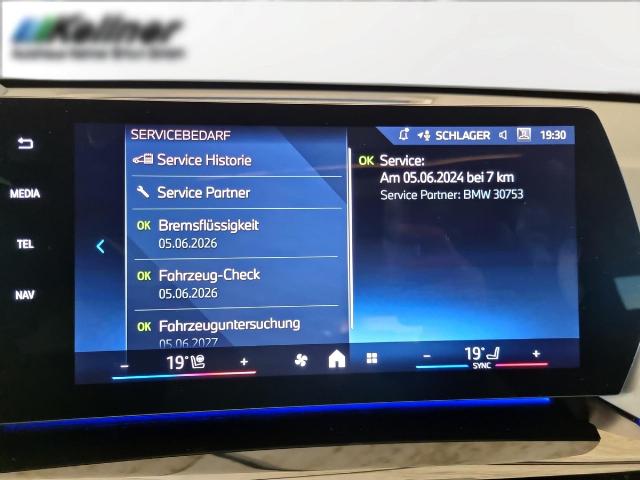 Kellner
SERVICEBEDARF
SCHLAGER
19:30
Service Historie
Service Partner
OK Bremsflüssigkeit
05.06.2026
OK Fahrzeug-Check
05.06.2026
OK Fahrzeuguntersuchung
05.06.2027
OK Service:
Am 05.06.2024 bei 7 km
Service Partner: BMW 30753
MEDIA
TEL
NAV
- 19° +
- 19° +
SYNC